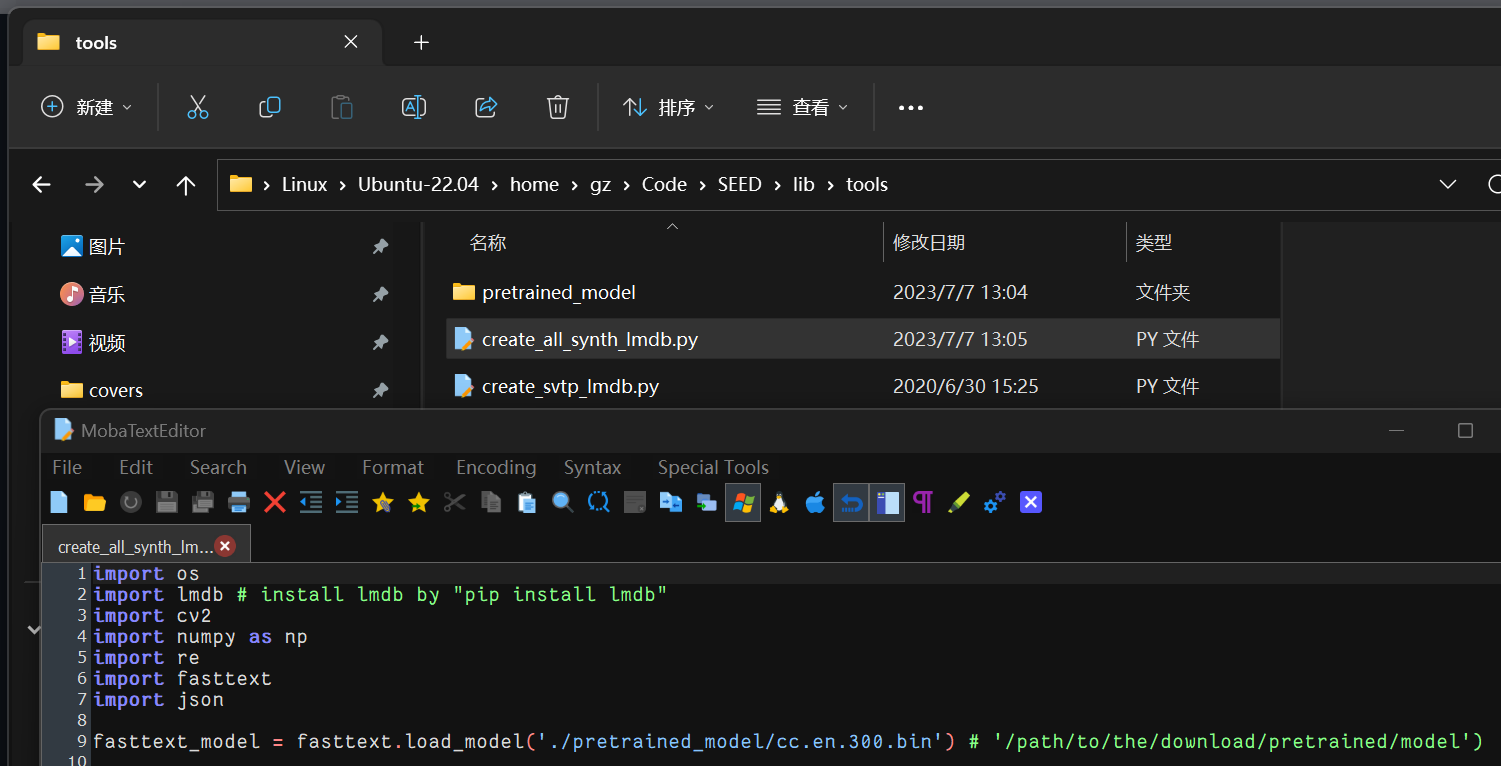 tools
新建
排序
查看
Linux › Ubuntu-22.04 › home › gz › Code › SEED › lib › tools
名称 修改日期 类型
图片
音乐
视频
covers
pretrained_model 2023/7/7 13:04 文件夹
create_all_synth_lmdb.py 2023/7/7 13:05 PY 文件
create_svtp_lmdb.py 2020/6/30 15:25 PY 文件
MobaTextEditor
File Edit Search View Format Encoding Syntax Special Tools
create_all_synth_lm...
1 import os
2 import lmdb # install lmdb by "pip install lmdb"
3 import cv2
4 import numpy as np
5 import re
6 import fasttext
7 import json
8
9 fasttext_model = fasttext.load_model('./pretrained_model/cc.en.300.bin') # '/path/to/the/download/pretrained/model')
10